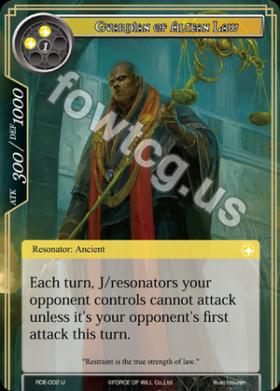 Guardian of Altean Law
1
ATK 300/DEF 1000
fowtcg.us
Resonator: Ancient
Each turn, J/resonators your
opponent controls cannot attack
unless it's your opponent's first
attack this turn.
"Restraint is the true strength of law."
RDE-002 U
©FORCE OF WILL Co.,Ltd.